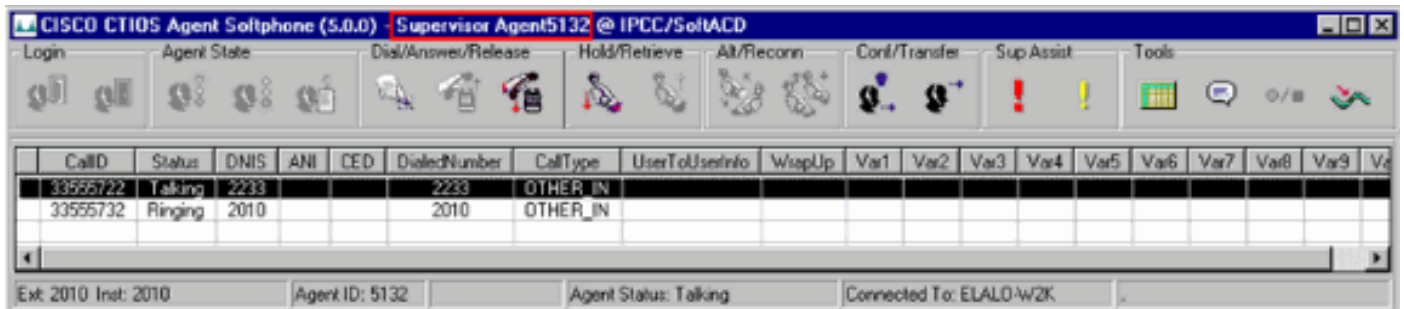 CISCO CTIOS Agent Softphone (5.0.0) - Supervisor Agent5132 @ IPCC/SoftACD
Login Agent State Dial/Answer/Release Hold/Retrieve Alt/Reconn Conf/Transfer Sup Assist Tools
CallID Status DNIS ANI CED DialedNumber CallType UserToUserInfo WrapUp Var1 Var2 Var3 Var4 Var5 Var6 Var7 Var8 Var9 Va
33555722 Talking 2233 2233 OTHER_IN
33555732 Ringing 2010 2010 OTHER_IN
Ext: 2010 Inst: 2010 Agent ID: 5132 Agent Status: Talking Connected To: ELALO-W2K .